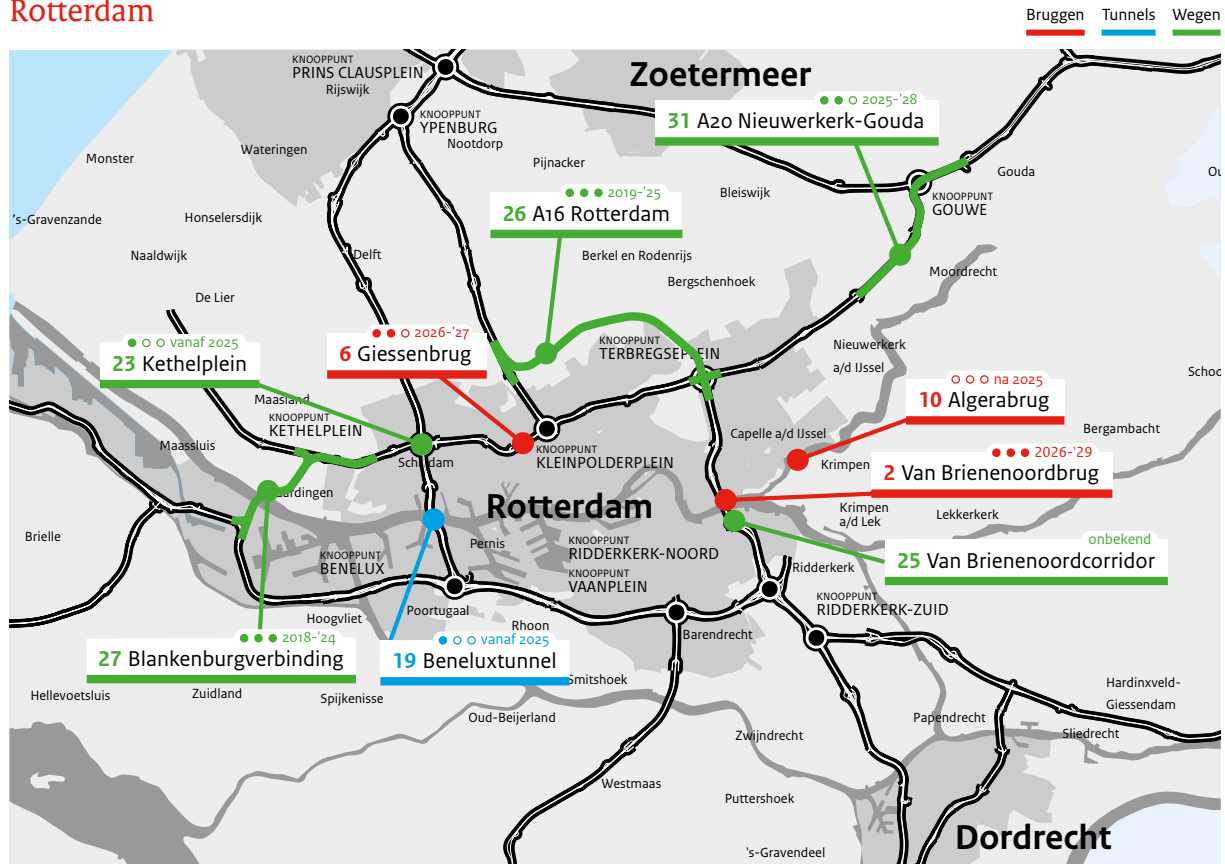 Rotterdam
Bruggen Tunnels Wegen
KNOOPPUNT
PRINS CLAUSPLEIN
Rijswijk
Zoetermeer
2025-'28
31 A20 Nieuwerkerk-Gouda
KNOOPPUNT
YPENBURG
Nootdorp
Monster
Wateringen
Pijnacker
Bleiswijk
Gouda
Ou
KNOOPPUNT
GOUWE
's-Gravenzande
Honselersdijk
2019-'25
26 A16 Rotterdam
Naaldwijk
Delft
Berkel en Rodenrijs
Bergschenhoek
Moordrecht
De Lier
vanaf 2025
23 Kethelplein
2026-'27
6 Giessenbrug
KNOOPPUNT
TERBREGSEPLEIN
Nieuwerkerk
a/d IJssel
Schoo
na 2025
10 Algerabrug
Maasland
KNOOPPUNT
KETHELPLEIN
Maassluis
Schiedam
KNOOPPUNT
KLEINPOLDERPLEIN
Capelle a/d IJssel
Bergambacht
Krimpen
2026-'29
2 Van Brienenoordbrug
ardingen
Rotterdam
Krimpen
a/d Lek
Lekkerkerk
Brielle
Pernis
KNOOPPUNT
RIDDERKERK-NOORD
KNOOPPUNT
BENELUX
KNOOPPUNT
VAANPLEIN
onbekend
25 Van Brienenoordcorridor
Ridderkerk
KNOOPPUNT
RIDDERKERK-ZUID
Hoogvliet
Poortugaal
Rhoon
Barendrecht
2018-'24
27 Blankenburgverbinding
vanaf 2025
19 Beneluxtunnel
Smitshoek
Hellevoetsluis
Zuidland
Spijkenisse
Oud-Beijerland
Hardinxveld-
Giessendam
Papendrecht
Sliedrecht
Zwijndrecht
Westmaas
Puttershoek
Dordrecht
's-Gravendeel